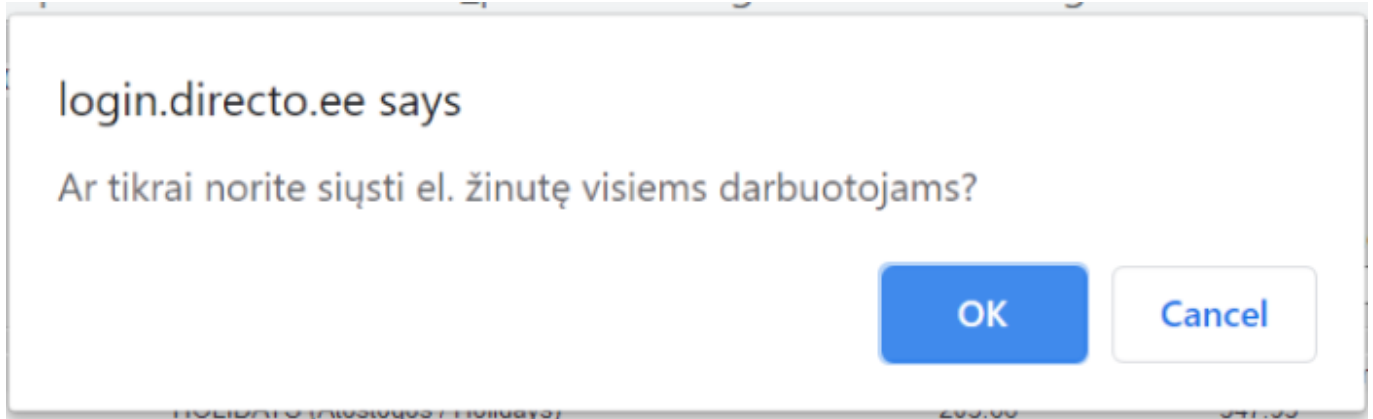 login.directo.ee says
Ar tikrai norite siųsti el. žinutę visiems darbuotojams?
OK
Cancel